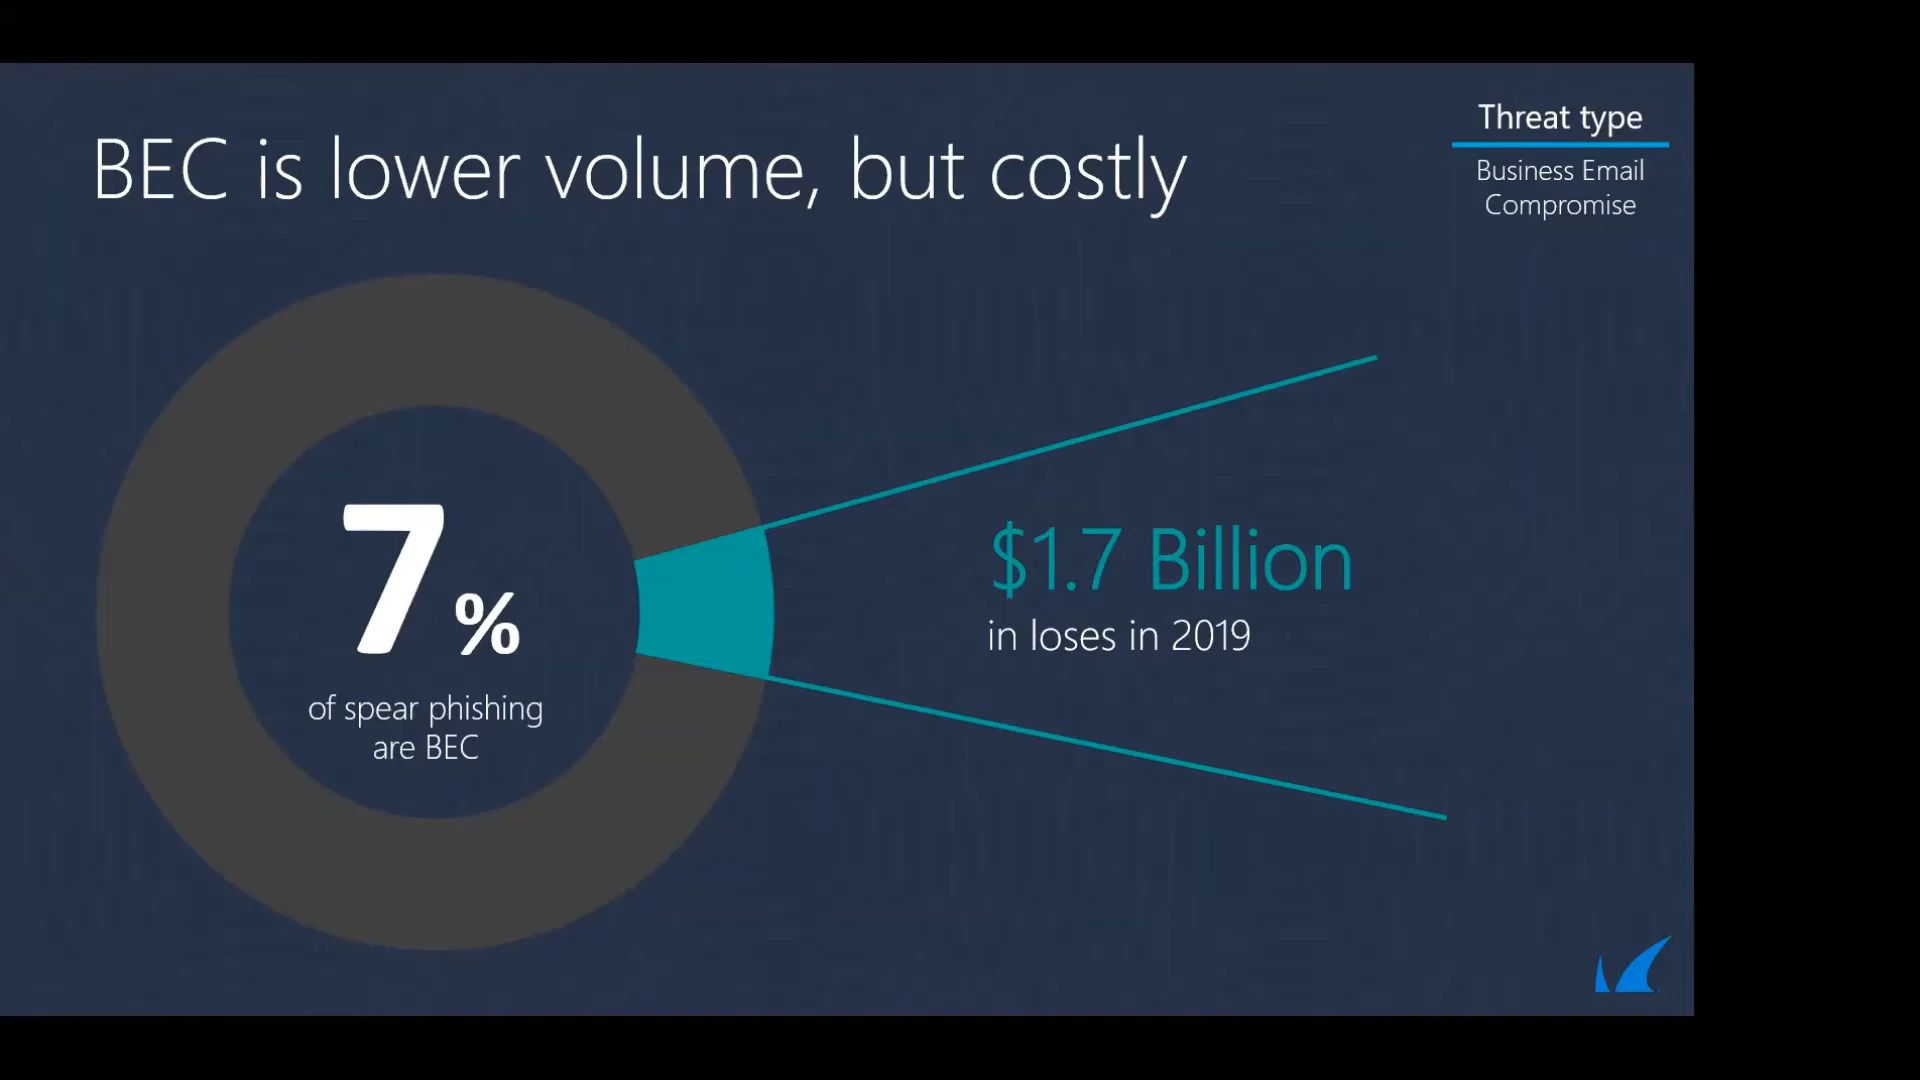 BEC is lower volume, but costly
Threat type
Business Email
Compromise
7%
of spear phishing
are BEC
$1.7 Billion
in loses in 2019